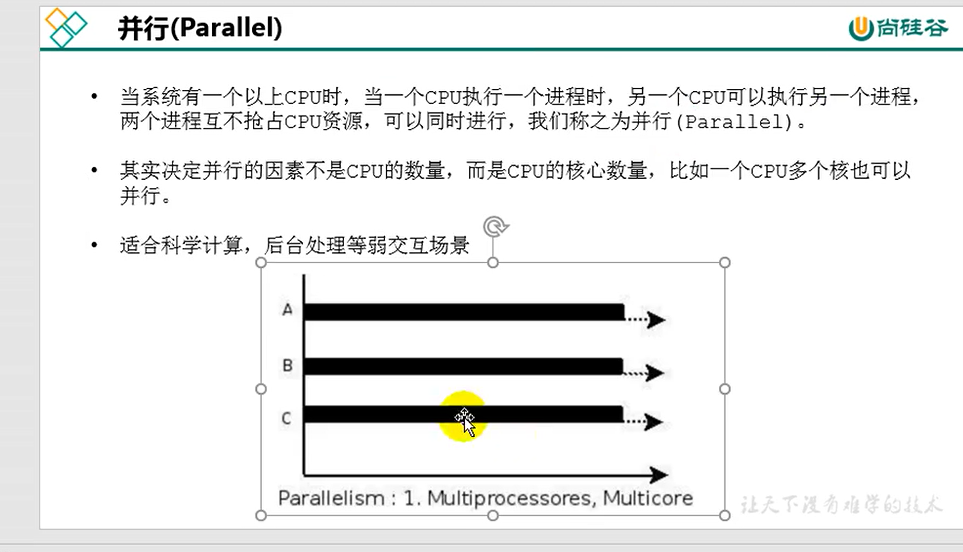 并行(Parallel)
尚硅谷
• 当系统有一个以上CPU时，当一个CPU执行一个进程时，另一个CPU可以执行另一个进程，
两个进程互不抢占CPU资源，可以同时进行，我们称之为并行(Parallel)。
• 其实决定并行的因素不是CPU的数量，而是CPU的核心数量，比如一个CPU多个核也可以
并行。
• 适合科学计算，后台处理等弱交互场景
A
B
C
Parallelism : 1. Multiprocessores, Multicore
让天下没有难学的技术